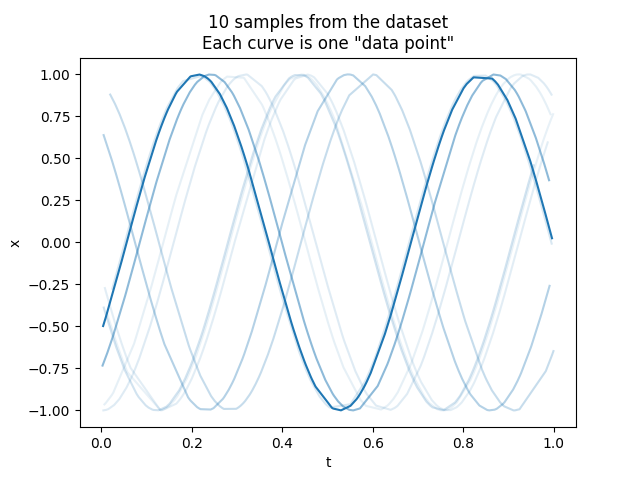 10 samples from the dataset
Each curve is one "data point"
1.00
0.75
0.50
0.25
0.00
−0.25
−0.50
−0.75
−1.00
x
0.0 0.2 0.4 0.6 0.8 1.0
t